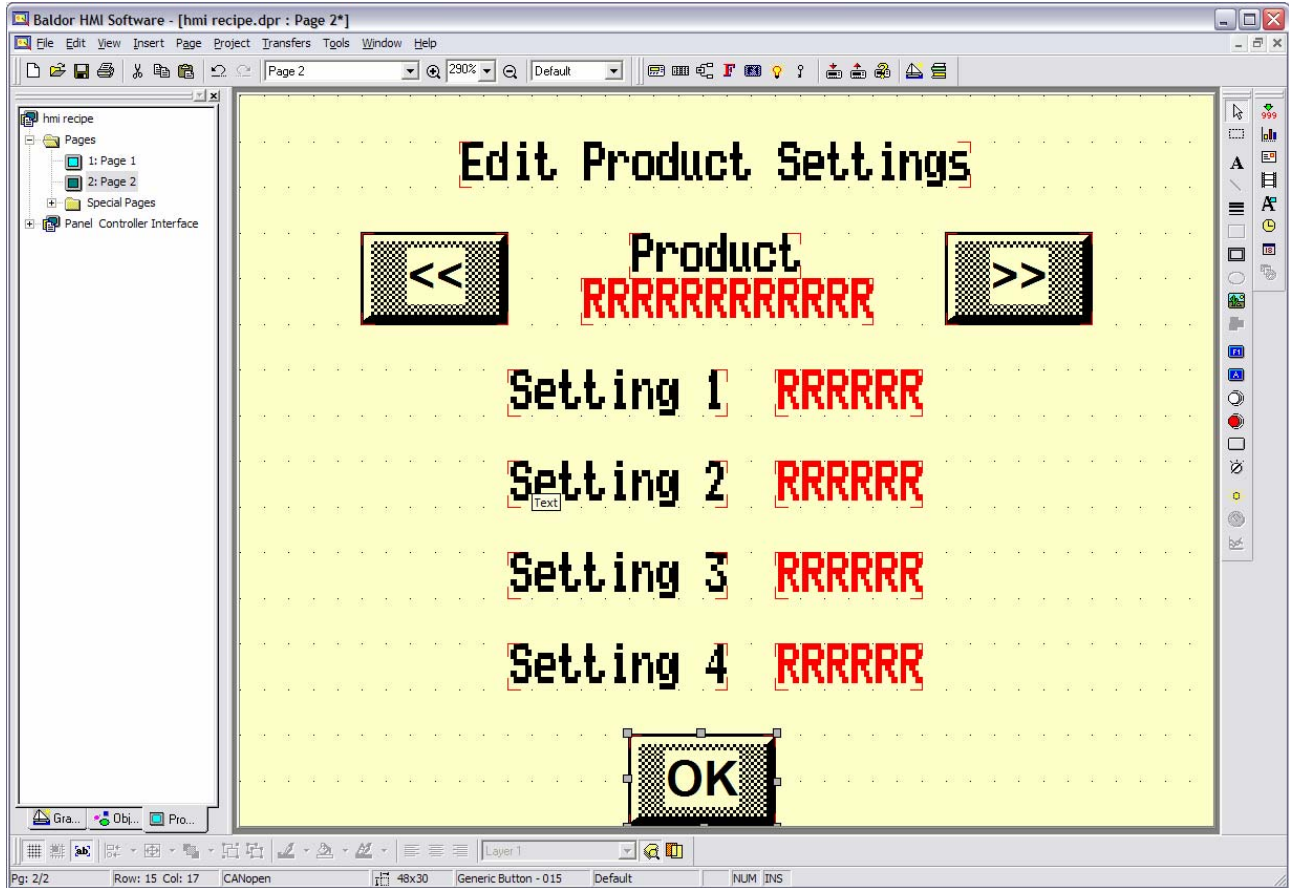 Baldor HMI Software - [hmi recipe.dpr : Page 2*]
File Edit View Insert Page Project Transfers Tools Window Help
Page 2 290% Default
hmi recipe
Pages
1: Page 1
2: Page 2
Special Pages
Panel Controller Interface
Edit Product Settings
<< Product >>
RRRRRRRRRRRR
Setting 1 RRRRRR
Setting 2 RRRRRR
Text
Setting 3 RRRRRR
Setting 4 RRRRRR
OK
Gra... Obj... Pro...
Layer 1
Pg: 2/2 Row: 15 Col: 17 CANopen 48x30 Generic Button - 015 Default NUM INS